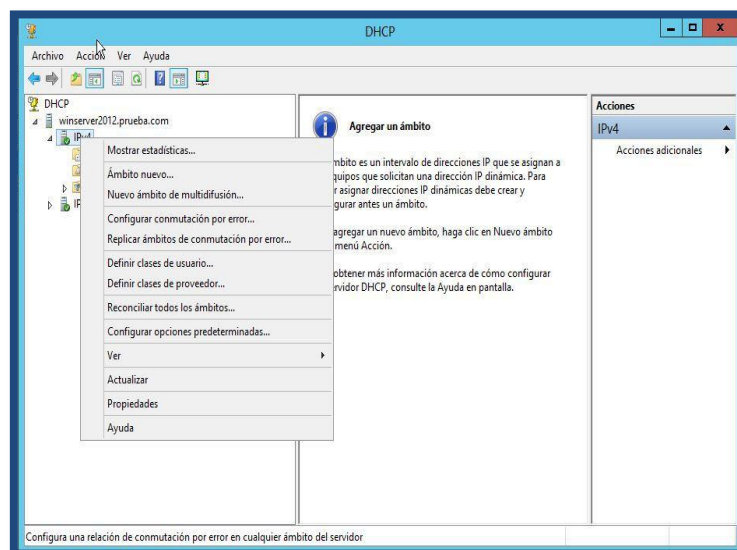 DHCP
Archivo Acción Ver Ayuda
DHCP
winserver2012.prueba.com
IPv4
Mostrar estadísticas...
Ámbito nuevo...
Nuevo ámbito de multidifusión...
Configurar conmutación por error...
Replicar ámbitos de conmutación por error...
Definir clases de usuario...
Definir clases de proveedor...
Reconciliar todos los ámbitos...
Configurar opciones predeterminadas...
Ver
Actualizar
Propiedades
Ayuda
Agregar un ámbito
mbito es un intervalo de direcciones IP que se asignan a
quipos que solicitan una dirección IP dinámica. Para
r asignar direcciones IP dinámicas debe crear y
gurar antes un ámbito.
agregar un nuevo ámbito, haga clic en Nuevo ámbito
menú Acción.
obtener más información acerca de cómo configurar
ervidor DHCP, consulte la Ayuda en pantalla.
Acciones
IPv4
Acciones adicionales
Configura una relación de conmutación por error en cualquier ámbito del servidor